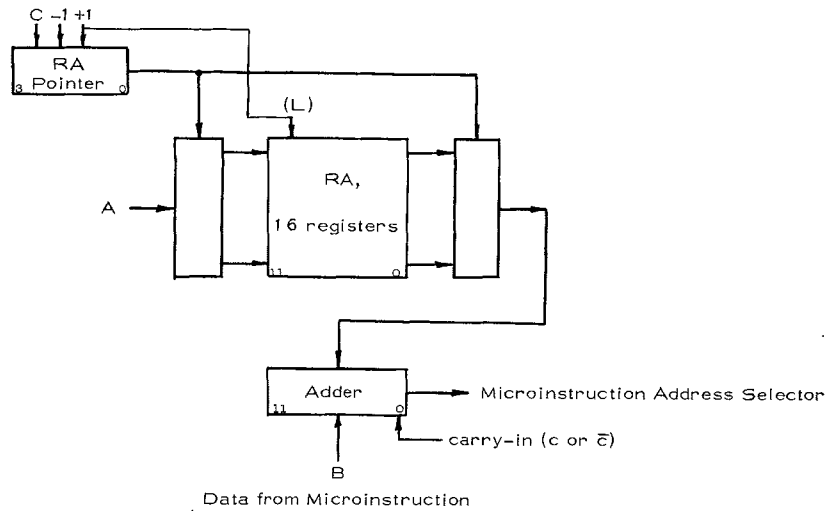 C -1 +1
RA
Pointer
3 0
(L)
A
RA,
16 registers
11 0
Adder
11 0
Microinstruction Address Selector
carry-in (c or c̅)
B
Data from Microinstruction